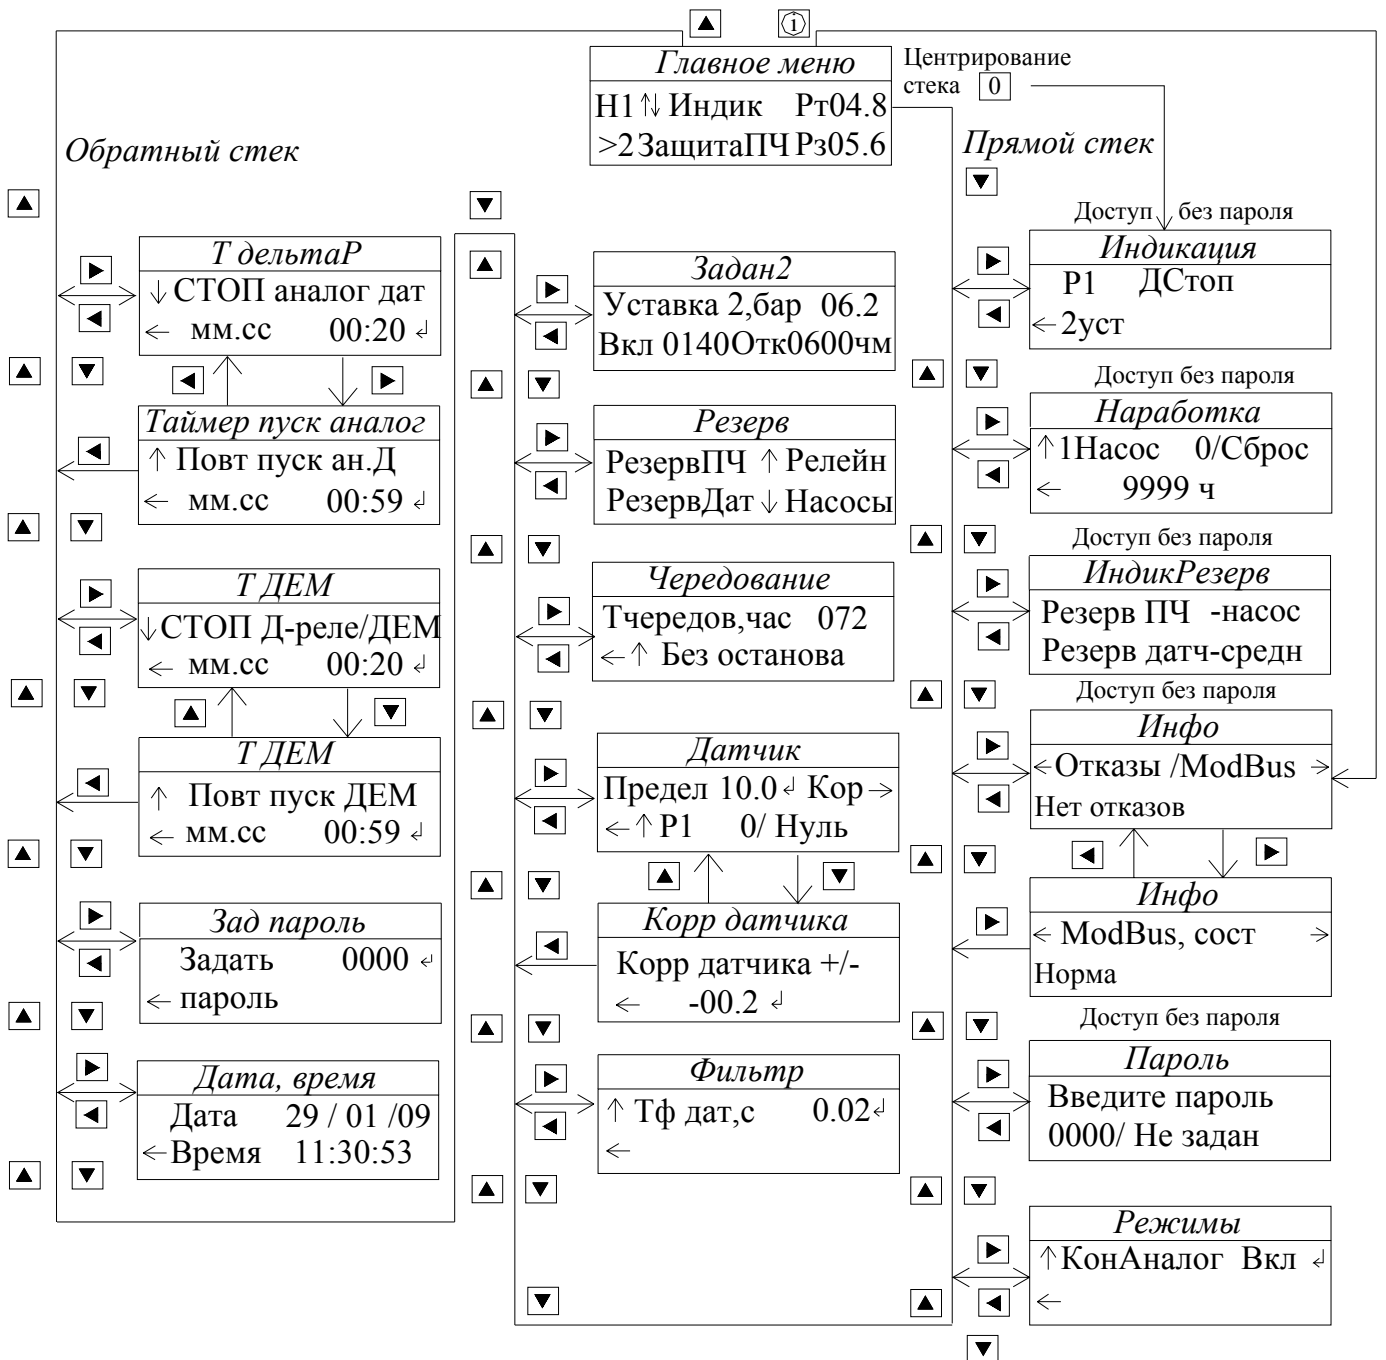 Главное меню
Н1↑↓ Индик Рт04.8
>2ЗащитаПЧ Рз05.6
Центрирование
стека 0
Обратный стек
Прямой стек
Т дельтаР
↓СТОП аналог дат
← мм.сс 00:20 ↲
Таймер пуск аналог
↑ Повт пуск ан.Д
← мм.сс 00:59 ↲
Т ДЕМ
↓СТОП Д-реле/ДЕМ
← мм.сс 00:20 ↲
Т ДЕМ
↑ Повт пуск ДЕМ
← мм.сс 00:59 ↲
Зад пароль
Задать 0000 ↲
← пароль
Дата, время
Дата 29 / 01 /09
←Время 11:30:53
Задан2
Уставка 2,бар 06.2
Вкл 0140Отк0600чм
Резерв
РезервПЧ ↑ Релейн
РезервДат ↓ Насосы
Чередование
Тчередов,час 072
←↑ Без останова
Датчик
Предел 10.0↲ Кор→
←↑ Р1 0/ Нуль
Корр датчика
Корр датчика +/-
← -00.2 ↲
Фильтр
↑ Тф дат,с 0.02↲
←
Доступ без пароля
Индикация
Р1 ДСтоп
←2уст
Доступ без пароля
Наработка
↑1Насос 0/Сброс
← 9999 ч
Доступ без пароля
ИндикРезерв
Резерв ПЧ -насос
Резерв датч-средн
Доступ без пароля
Инфо
←Отказы /ModBus →
Нет отказов
Инфо
← ModBus, сост →
Норма
Доступ без пароля
Пароль
Введите пароль
0000/ Не задан
Режимы
↑КонАналог Вкл ↲
←